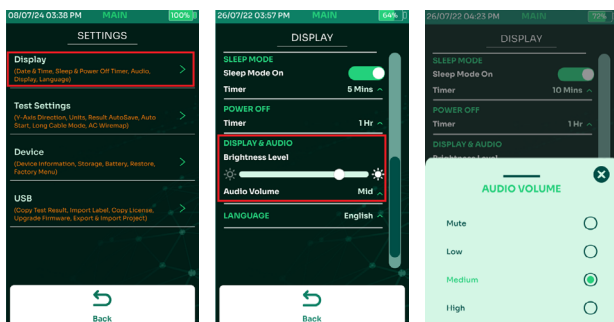 08/07/24 03:38 PM MAIN 100%
SETTINGS
Display
(Date & Time, Sleep & Power Off Timer, Audio,
Display, Language)
Test Settings
(Y-Axis Direction, Units, Result AutoSave, Auto
Start, Long Cable Mode, AC Wiremap)
Device
(Device Information, Storage, Battery, Restore,
Factory Menu)
USB
(Copy Test Result, Import Label, Copy License,
Upgrade Firmware, Export & Import Project)
Back
26/07/22 03:57 PM MAIN 64%
DISPLAY
SLEEP MODE
Sleep Mode On
Timer 5 Mins
POWER OFF
Timer 1 Hr
DISPLAY & AUDIO
Brightness Level
Audio Volume Mid
LANGUAGE English
Back
26/07/22 04:23 PM MAIN 72%
DISPLAY
SLEEP MODE
Sleep Mode On
Timer 10 Mins
POWER OFF
Timer 1 Hr
DISPLAY & AUDIO
Brightness Level
AUDIO VOLUME
Mute
Low
Medium
High